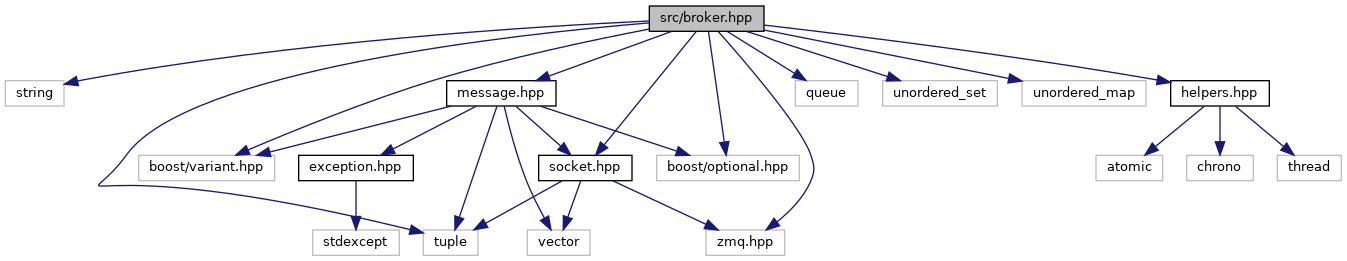 src/broker.hpp
string
message.hpp
queue
unordered_set
unordered_map
helpers.hpp
boost/variant.hpp
exception.hpp
socket.hpp
boost/optional.hpp
atomic
chrono
thread
stdexcept
tuple
vector
zmq.hpp